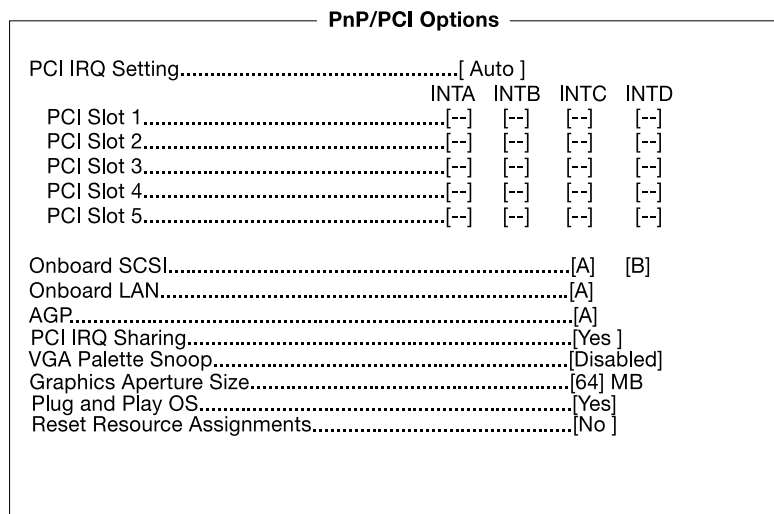 PnP/PCI Options
PCI IRQ Setting..............................................[ Auto ]
INTA INTB INTC INTD
PCI Slot 1..................................................[--] [--] [--] [--]
PCI Slot 2..................................................[--] [--] [--] [--]
PCI Slot 3..................................................[--] [--] [--] [--]
PCI Slot 4..................................................[--] [--] [--] [--]
PCI Slot 5..................................................[--] [--] [--] [--]
Onboard SCSI...................................................................[A] [B]
Onboard LAN....................................................................[A]
AGP...................................................................................[A]
PCI IRQ Sharing................................................................[Yes ]
VGA Palette Snoop...........................................................[Disabled]
Graphics Aperture Size.....................................................[64] MB
Plug and Play OS..............................................................[Yes]
Reset Resource Assignments...........................................[No ]